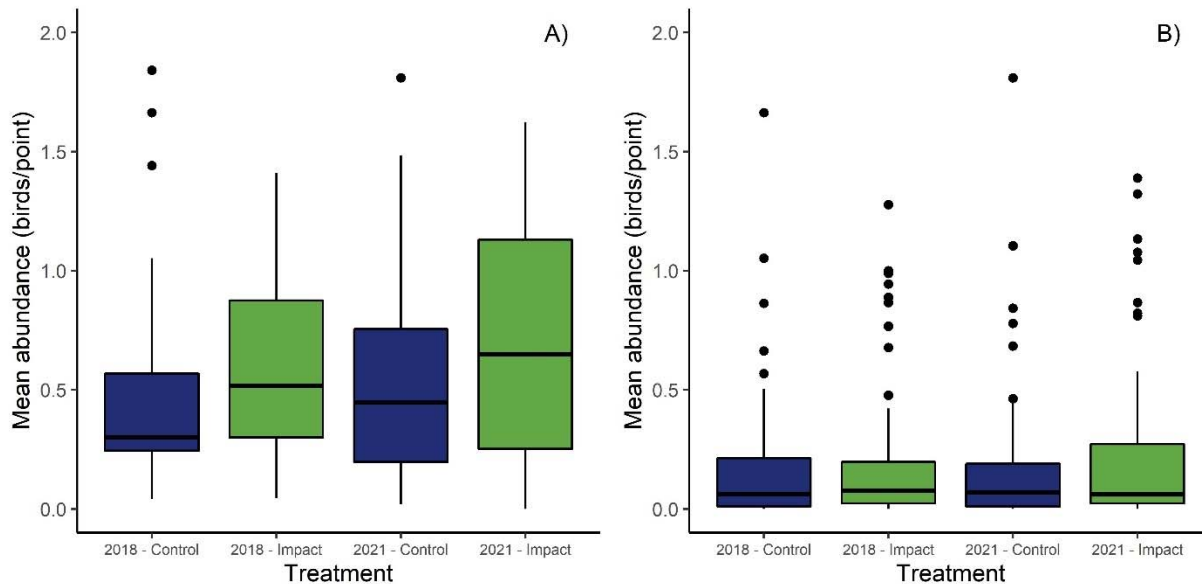 A)
Mean abundance (birds/point)
2.0
1.5
1.0
0.5
0.0
2018 - Control 2018 - Impact 2021 - Control 2021 - Impact
Treatment
B)
Mean abundance (birds/point)
2.0
1.5
1.0
0.5
0.0
2018 - Control 2018 - Impact 2021 - Control 2021 - Impact
Treatment